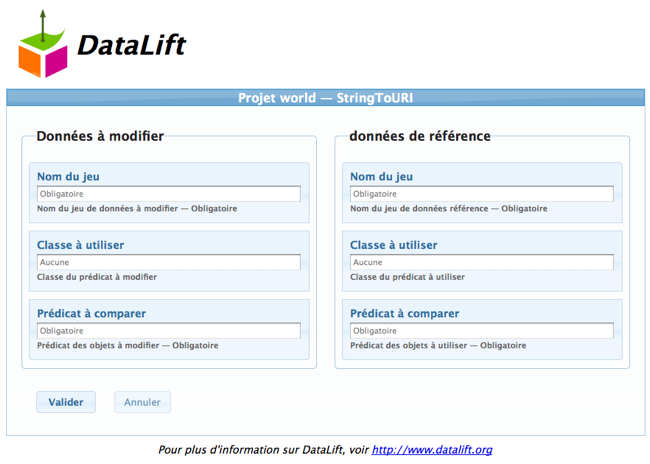 DataLift
Projet world — StringToURI
Données à modifier
Nom du jeu
Obligatoire
Nom du jeu de données à modifier — Obligatoire
Classe à utiliser
Aucune
Classe du prédicat à modifier
Prédicat à comparer
Obligatoire
Prédicat des objets à modifier — Obligatoire
données de référence
Nom du jeu
Obligatoire
Nom du jeu de données référence — Obligatoire
Classe à utiliser
Aucune
Classe du prédicat à utiliser
Prédicat à comparer
Obligatoire
Prédicat des objets à utiliser — Obligatoire
Valider Annuler
Pour plus d'information sur DataLift, voir http://www.datalift.org